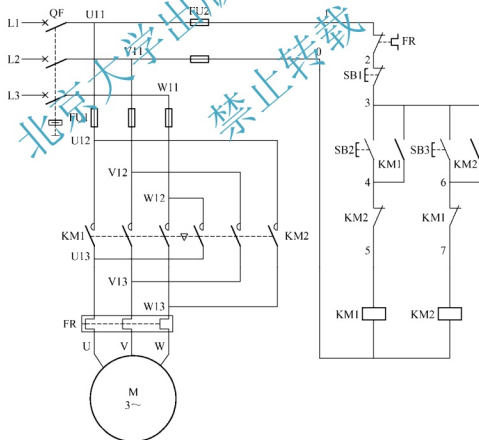 QF
U11
FU2
1
L1
V11
0
FR
L2
2
SB1
W11
L3
3
FU1
U12
SB2
KM1
SB3
KM2
V12
4
6
W12
KM1
KM2
KM2
KM1
U13
5
7
V13
W13
KM1
KM2
FR
U
V
W
M
3~
北京大学出版
禁止转载